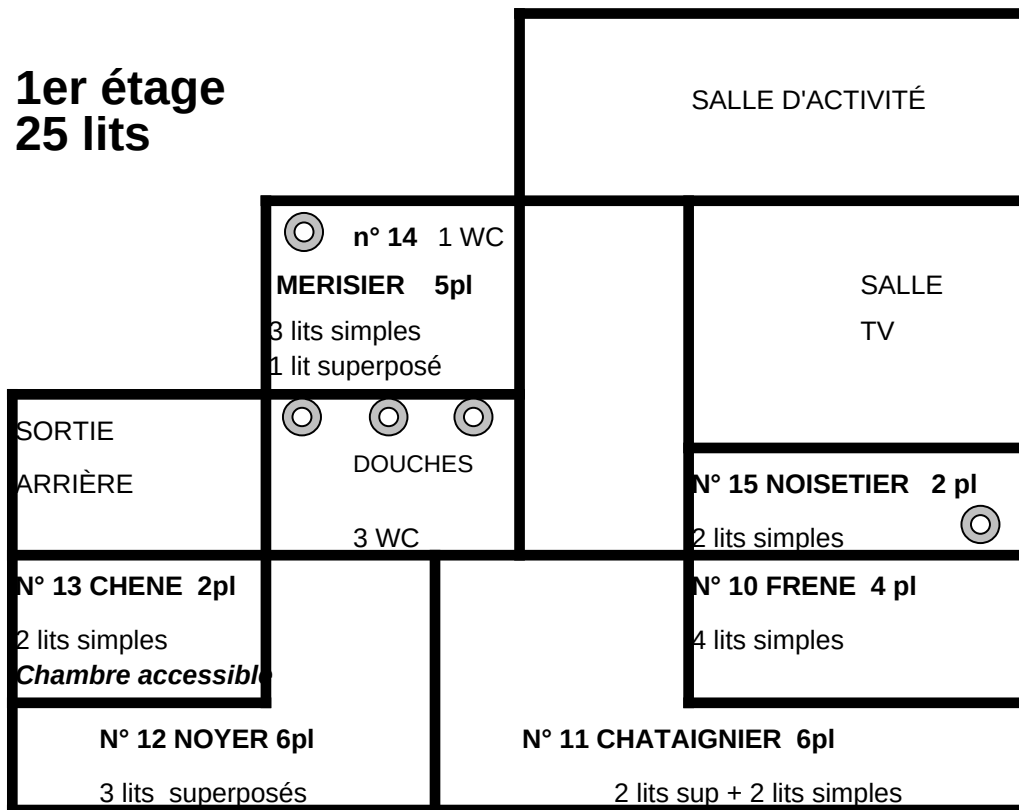 1er étage
25 lits
SALLE D'ACTIVITÉ
n° 14 1 WC
MERISIER 5pl
3 lits simples
1 lit superposé
SALLE
TV
SORTIE
ARRIÈRE
DOUCHES
3 WC
N° 15 NOISETIER 2 pl
2 lits simples
N° 13 CHENE 2pl
2 lits simples
Chambre accessible
N° 10 FRENE 4 pl
4 lits simples
N° 12 NOYER 6pl
3 lits superposés
N° 11 CHATAIGNIER 6pl
2 lits sup + 2 lits simples